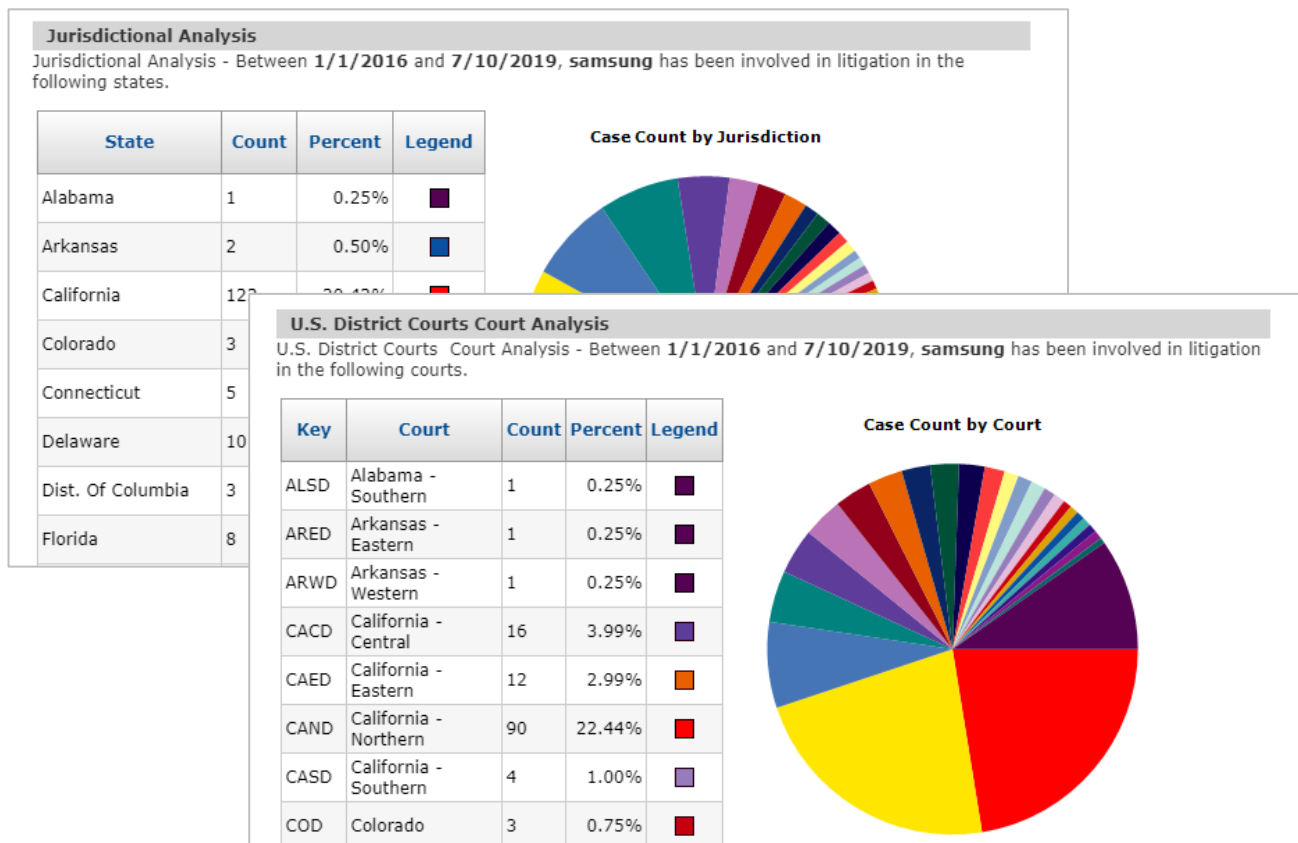 Jurisdictional Analysis
Jurisdictional Analysis - Between 1/1/2016 and 7/10/2019, samsung has been involved in litigation in the
following states.
State Count Percent Legend
Case Count by Jurisdiction
Alabama 1 0.25%
Arkansas 2 0.50%
California
Colorado 3
Connecticut 5
Delaware 10
Dist. Of Columbia 3
Florida 8
U.S. District Courts Court Analysis
U.S. District Courts Court Analysis - Between 1/1/2016 and 7/10/2019, samsung has been involved in litigation
in the following courts.
Key Court Count Percent Legend
Case Count by Court
ALSD Alabama - Southern 1 0.25%
ARED Arkansas - Eastern 1 0.25%
ARWD Arkansas - Western 1 0.25%
CACD California - Central 16 3.99%
CAED California - Eastern 12 2.99%
CAND California - Northern 90 22.44%
CASD California - Southern 4 1.00%
COD Colorado 3 0.75%